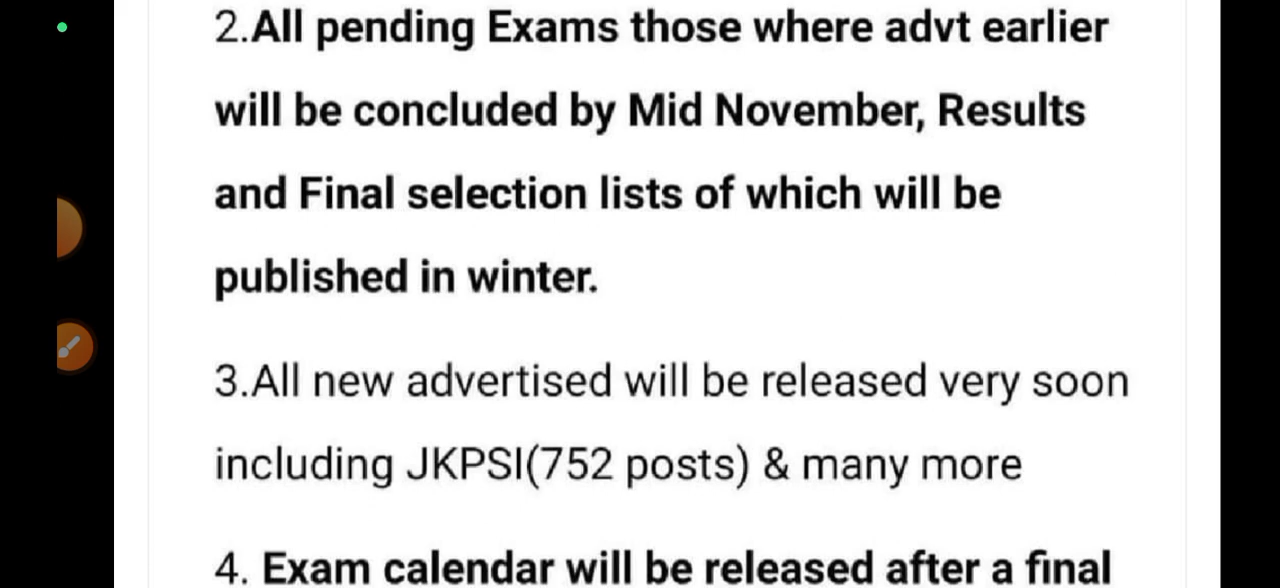 2.All pending Exams those where advt earlier
will be concluded by Mid November, Results
and Final selection lists of which will be
published in winter.
3.All new advertised will be released very soon
including JKPSI(752 posts) & many more
4. Exam calendar will be released after a final